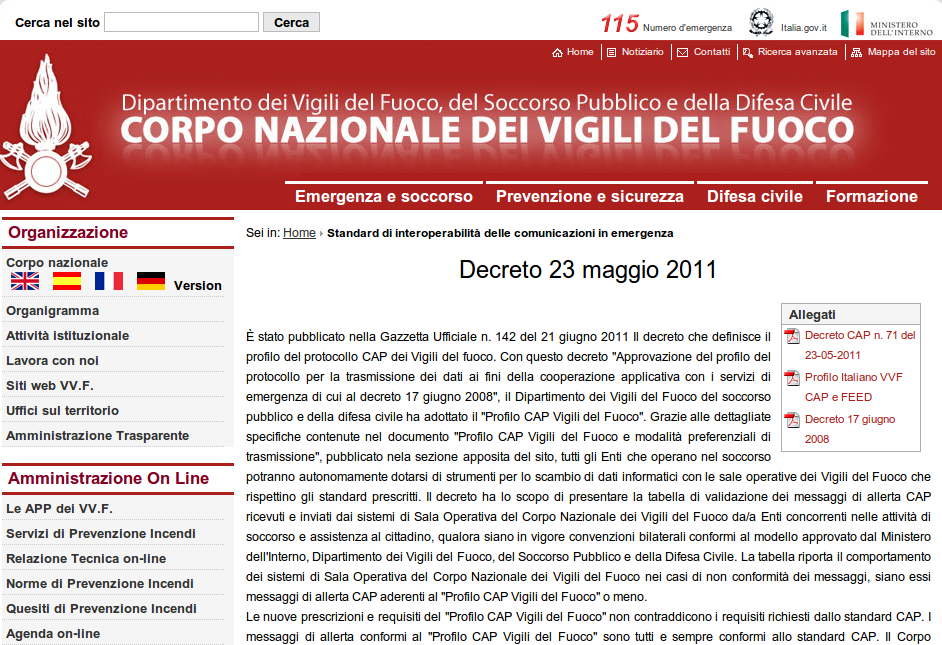 Cerca nel sito Cerca
115 Numero d'emergenza
Italia.gov.it
MINISTERO
DELL'INTERNO
Home
Notiziario
Contatti
Ricerca avanzata
Mappa del sito
Dipartimento dei Vigili del Fuoco, del Soccorso Pubblico e della Difesa Civile
CORPO NAZIONALE DEI VIGILI DEL FUOCO
Emergenza e soccorso
Prevenzione e sicurezza
Difesa civile
Formazione
Organizzazione
Corpo nazionale
Version
Organigramma
Attività istituzionale
Lavora con noi
Siti web VV.F.
Uffici sul territorio
Amministrazione Trasparente
Amministrazione On Line
Le APP dei VV.F.
Servizi di Prevenzione Incendi
Relazione Tecnica on-line
Norme di Prevenzione Incendi
Quesiti di Prevenzione Incendi
Agenda on-line
Sei in: Home › Standard di interoperabilità delle comunicazioni in emergenza
Decreto 23 maggio 2011
Allegati
Decreto CAP n. 71 del
23-05-2011
Profilo Italiano VVF
CAP e FEED
Decreto 17 giugno
2008
È stato pubblicato nella Gazzetta Ufficiale n. 142 del 21 giugno 2011 Il decreto che definisce il
profilo del protocollo CAP dei Vigili del fuoco. Con questo decreto "Approvazione del profilo del
protocollo per la trasmissione dei dati ai fini della cooperazione applicativa con i servizi di
emergenza di cui al decreto 17 giugno 2008", il Dipartimento dei Vigili del Fuoco del soccorso
pubblico e della difesa civile ha adottato il "Profilo CAP Vigili del Fuoco". Grazie alle dettagliate
specifiche contenute nel documento "Profilo CAP Vigili del Fuoco e modalità preferenziali di
trasmissione", pubblicato nela sezione apposita del sito, tutti gli Enti che operano nel soccorso
potranno autonomamente dotarsi di strumenti per lo scambio di dati informatici con le sale operative dei Vigili del Fuoco che
rispettino gli standard prescritti. Il decreto ha lo scopo di presentare la tabella di validazione dei messaggi di allerta CAP
ricevuti e inviati dai sistemi di Sala Operativa del Corpo Nazionale dei Vigili del Fuoco da/a Enti concorrenti nelle attività di
soccorso e assistenza al cittadino, qualora siano in vigore convenzioni bilaterali conformi al modello approvato dal Ministero
dell'Interno, Dipartimento dei Vigili del Fuoco, del Soccorso Pubblico e della Difesa Civile. La tabella riporta il comportamento
dei sistemi di Sala Operativa del Corpo Nazionale dei Vigili del Fuoco nei casi di non conformità dei messaggi, siano essi
messaggi di allerta CAP aderenti al "Profilo CAP Vigili del Fuoco" o meno.
Le nuove prescrizioni e requisiti del "Profilo CAP Vigili del Fuoco" non contraddicono i requisiti richiesti dallo standard CAP. I
messaggi di allerta conformi al "Profilo CAP Vigili del Fuoco" sono tutti e sempre conformi allo standard CAP. Il Corpo